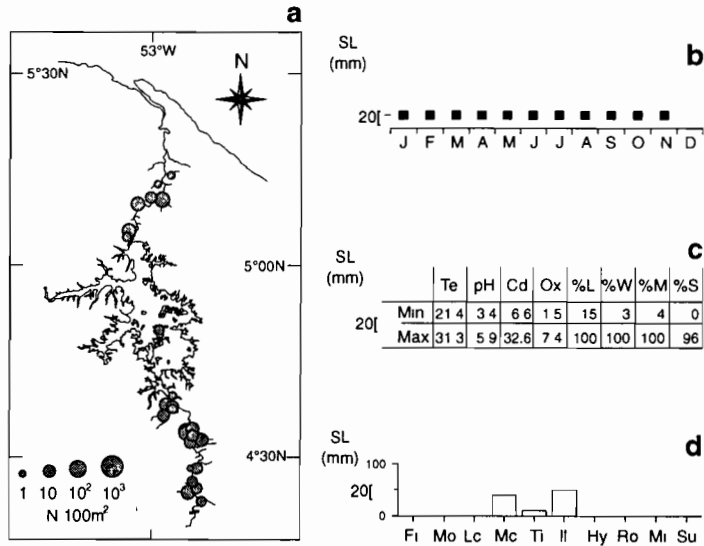 a
53°W
5°30N
N
5°00N
4°30N
1 10 10² 10³
N 100m²
b
SL
(mm)
20[
J F M A M J J A S O N D
c
SL
(mm)
20[
Te pH Cd Ox %L %W %M %S
Min 21 4 3 4 6 6 1 5 15 3 4 0
Max 31 3 5 9 32.6 7 4 100 100 100 96
d
SL
(mm)
20[
100
0
Fi Mo Lc Mc Ti Il Hy Ro Mi Su